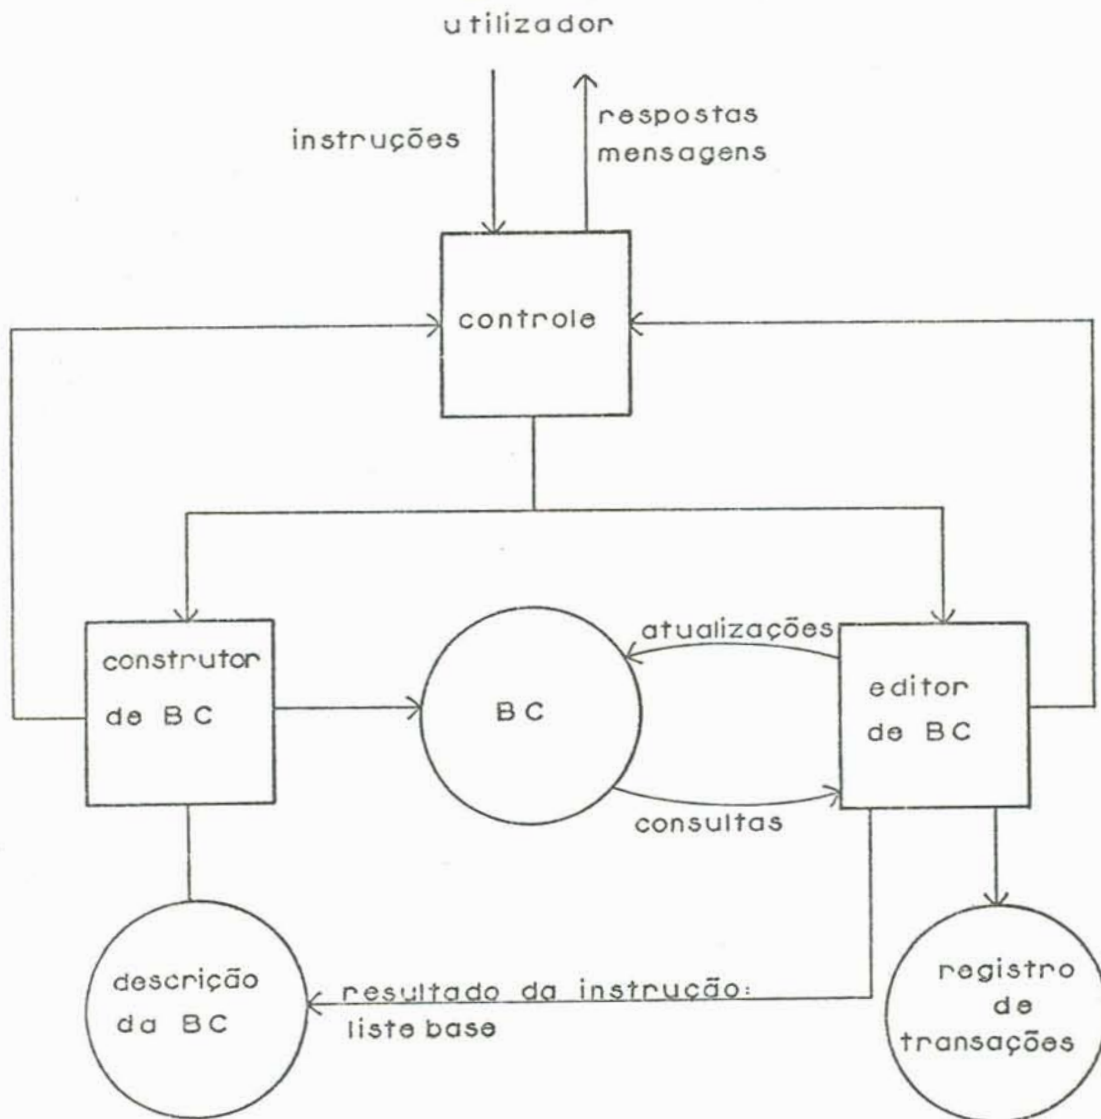 utilizador
instruções
respostas
mensagens
controle
construtor
de BC
BC
atualizações
consultas
editor
de BC
descrição
da BC
resultado da instrução:
liste base
registro
de
transações